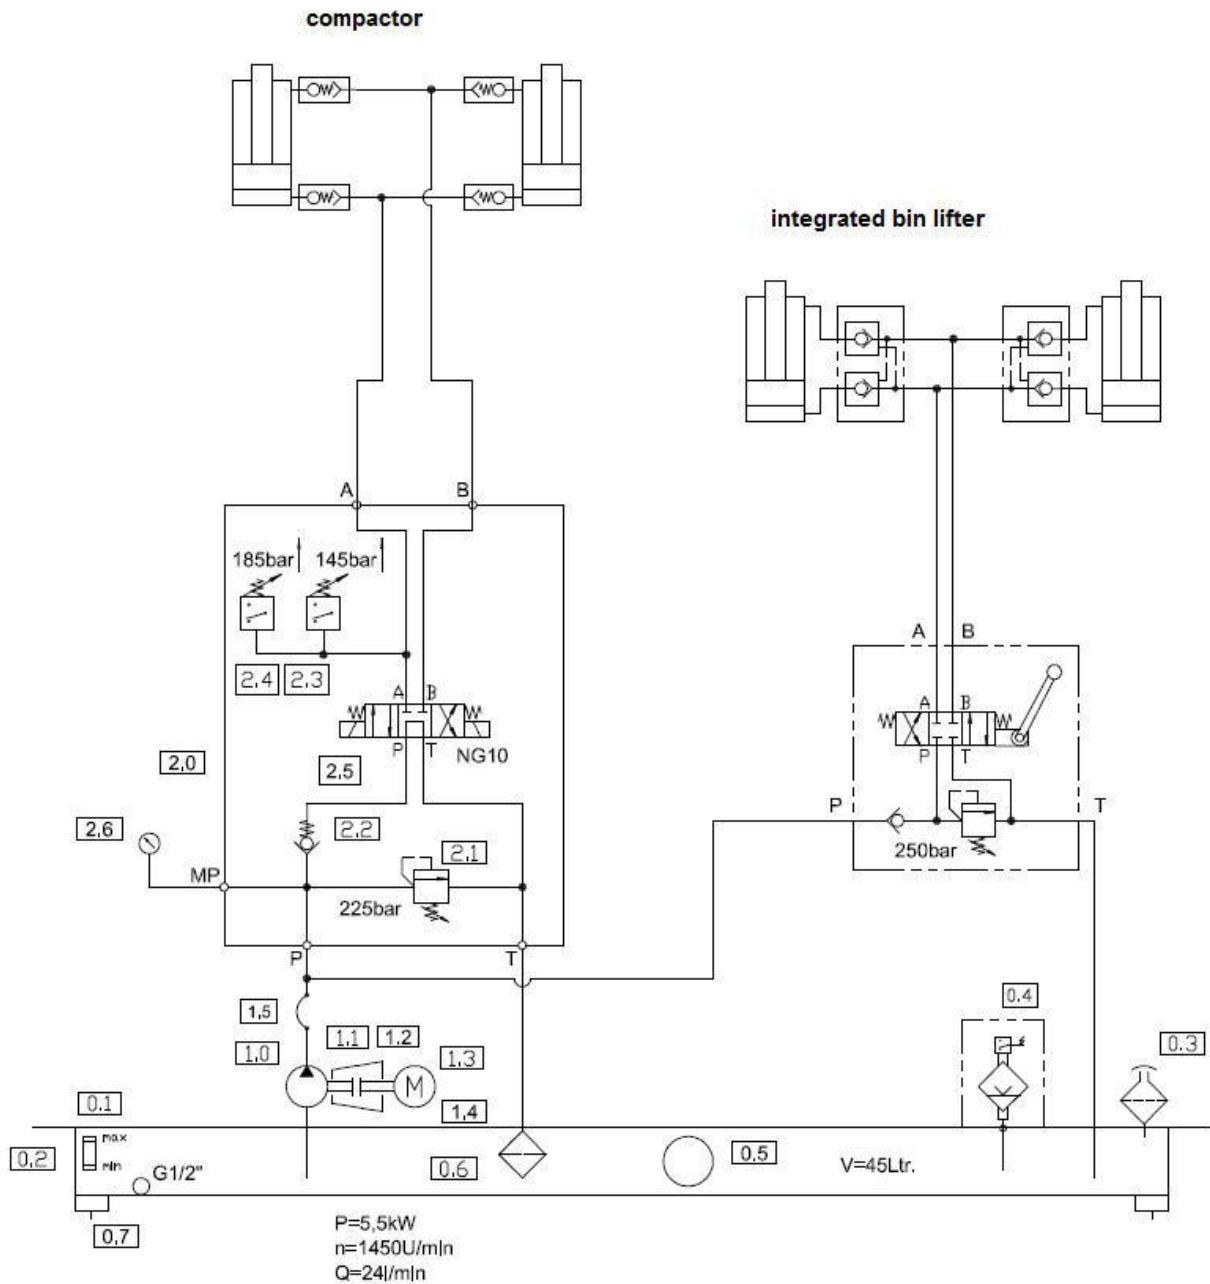 compactor
integrated bin lifter
A
B
185bar
145bar
2,4
2,3
A
B
P
T
NG10
2,0
2,5
2,6
2,2
2,1
MP
225bar
P
T
A
B
A
B
P
T
P
T
250bar
1,5
1,0
1,1
1,2
1,3
1,4
0,4
0,3
0,1
0,2
max
min
G1/2"
0,6
0,5
V=45Ltr.
M
0,7
P=5,5kW
n=1450U/min
Q=24l/min